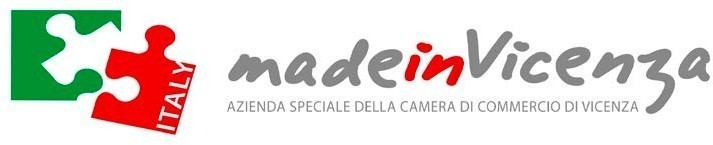 ITALY
madeinVicenza
AZIENDA SPECIALE DELLA CAMERA DI COMMERCIO DI VICENZA